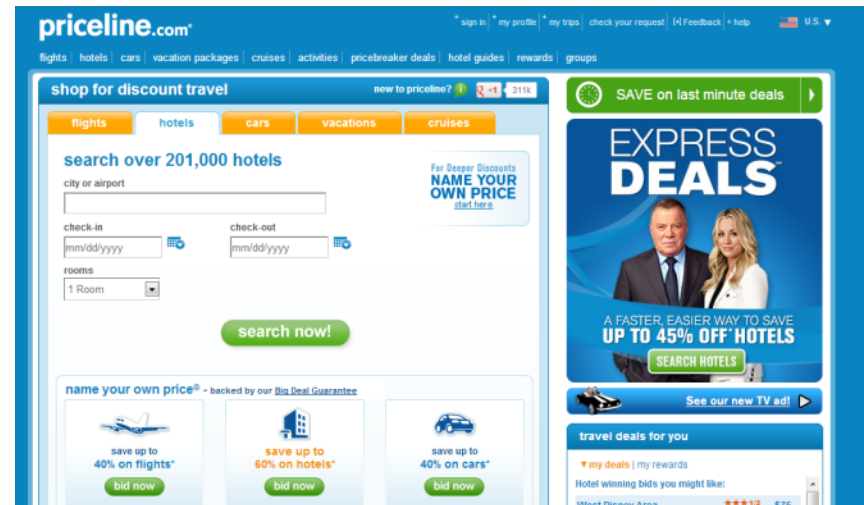 priceline.com
sign in
my profile
my trips
check your request
[+] Feedback
help
U.S.
flights
hotels
cars
vacation packages
cruises
activities
pricebreaker deals
hotel guides
rewards
groups
shop for discount travel
new to priceline?
+1
311k
flights
hotels
cars
vacations
cruises
search over 201,000 hotels
city or airport
check-in
check-out
mm/dd/yyyy
mm/dd/yyyy
rooms
1 Room
search now!
For Deeper Discounts
NAME YOUR
OWN PRICE
start here
name your own price® - backed by our Big Deal Guarantee
save up to
40% on flights*
bid now
save up to
60% on hotels*
bid now
save up to
40% on cars*
bid now
SAVE on last minute deals
EXPRESS
DEALS
A FASTER, EASIER WAY TO SAVE
UP TO 45% OFF* HOTELS
SEARCH HOTELS
See our new TV ad!
travel deals for you
my deals | my rewards
Hotel winning bids you might like:
West Disney Area
$75